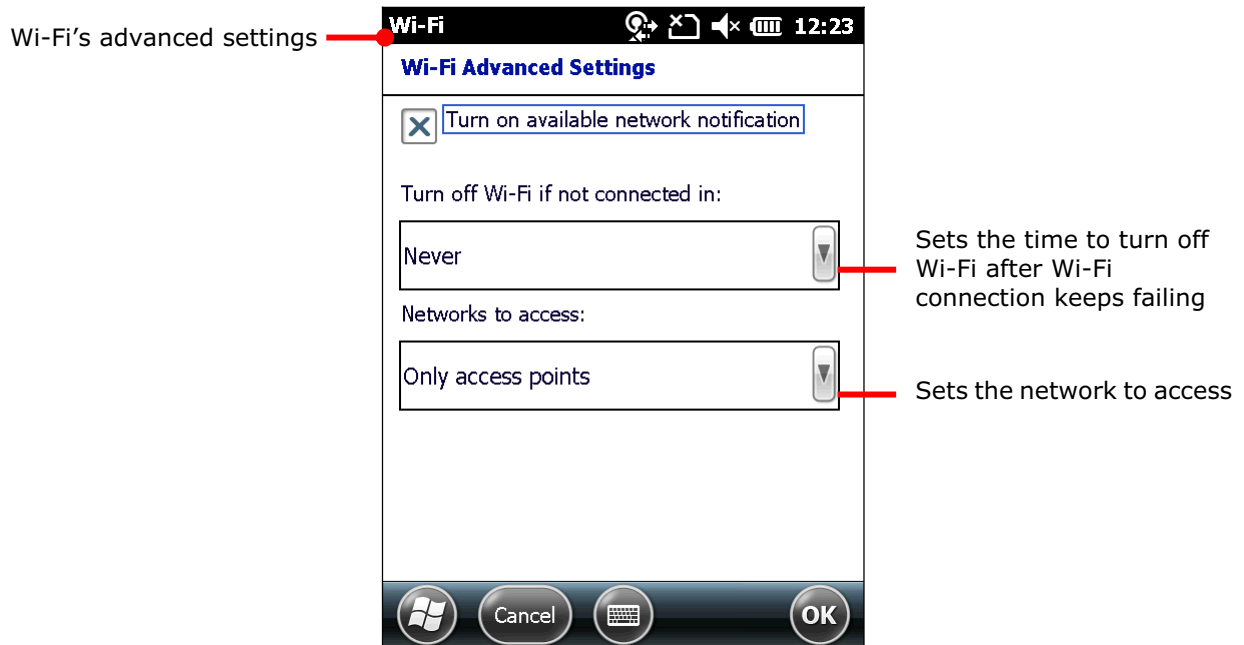 Wi-Fi's advanced settings
Wi-Fi 12:23
Wi-Fi Advanced Settings
Turn on available network notification
Turn off Wi-Fi if not connected in:
Never
Sets the time to turn off
Wi-Fi after Wi-Fi
connection keeps failing
Networks to access:
Only access points
Sets the network to access
Cancel OK